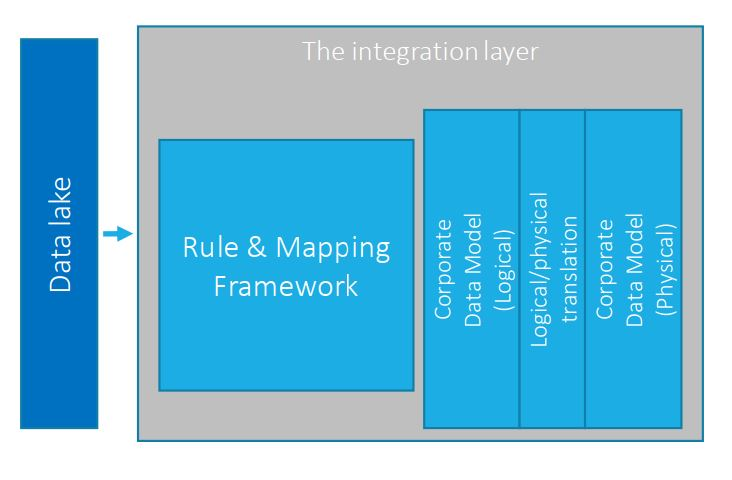 The integration layer
Data lake
Rule & Mapping
Framework
Corporate
Data Model
(Logical)
Logical/physical
translation
Corporate
Data Model
(Physical)